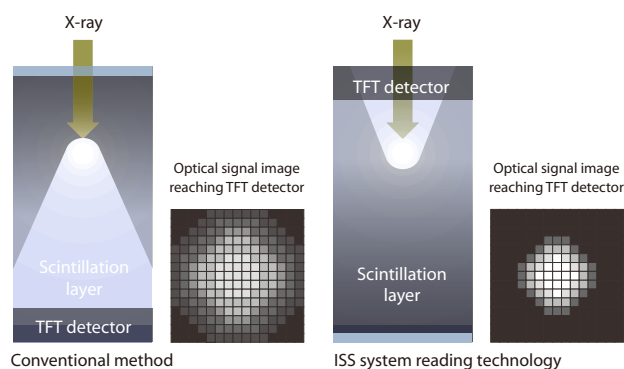 X-ray
Optical signal image
reaching TFT detector
Scintillation
layer
TFT detector
Conventional method
X-ray
TFT detector
Optical signal image
reaching TFT detector
Scintillation
layer
ISS system reading technology